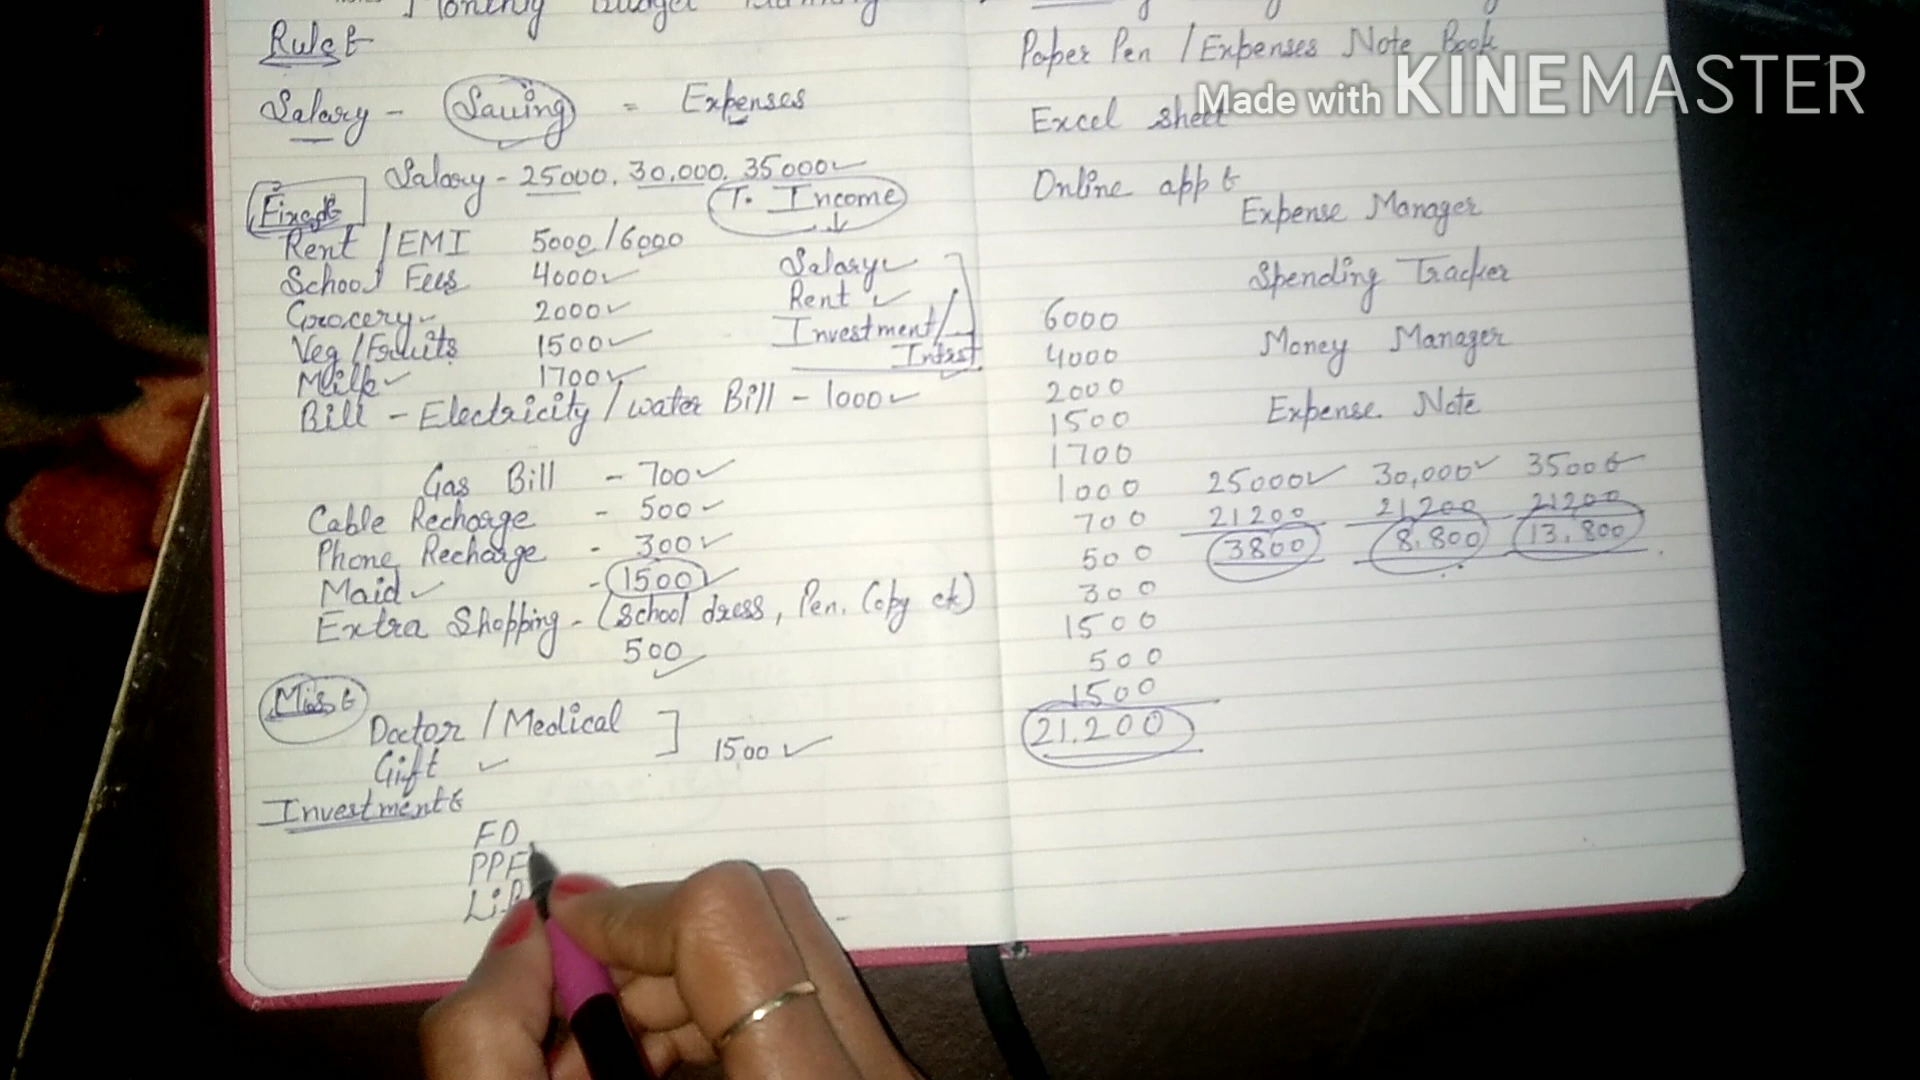 Monthly Budget
Rule
Salary - Saving = Expenses
Salary - 25000, 30,000, 35000
Fixed
T. Income
Rent / EMI 5000/6000
School Fees 4000
Grocery 2000
Veg / Fruits 1500
Milk 1700
Salary
Rent
Investment/
Intrst
Bill - Electricity / water Bill - 1000
Gas Bill - 700
Cable Recharge - 500
Phone Recharge - 300
Maid - 1500
Extra Shopping - (School dress, Pen, Copy etc)
500
Doctor / Medical
Gift
1500
Investment
FD
PPF
Paper Pen / Expenses Note Book
Excel sheet
Online app
Expense Manager
Spending Tracker
Money Manager
Expense Note
6000
4000
2000
1500
1700
1000
700
500
300
1500
500
1500
21,200
25000 30,000 35000
21200 21,200 21200
3800 8,800 13,800
Made with KINEMASTER